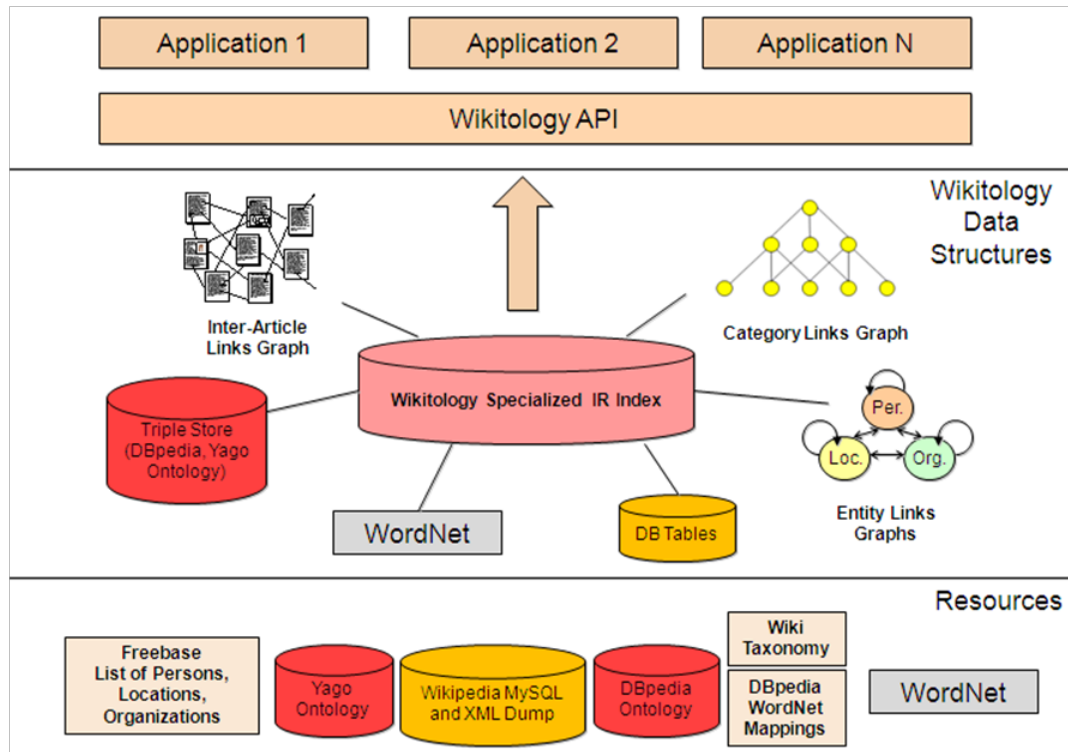 Application 1
Application 2
Application N
Wikitology API
Wikitology
Data
Structures
Inter-Article
Links Graph
Category Links Graph
Wikitology Specialized IR Index
Triple Store
(DBpedia, Yago
Ontology)
Per.
Loc.
Org.
WordNet
DB Tables
Entity Links
Graphs
Resources
Freebase
List of Persons,
Locations,
Organizations
Yago
Ontology
Wikipedia MySQL
and XML Dump
DBpedia
Ontology
Wiki
Taxonomy
DBpedia
WordNet
Mappings
WordNet